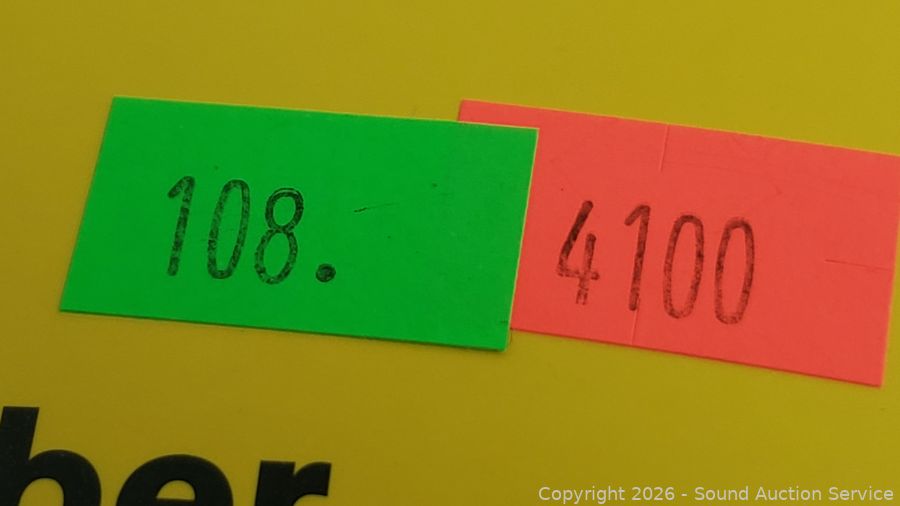 108.
4100
ber
Copyright 2026 - Sound Auction Service